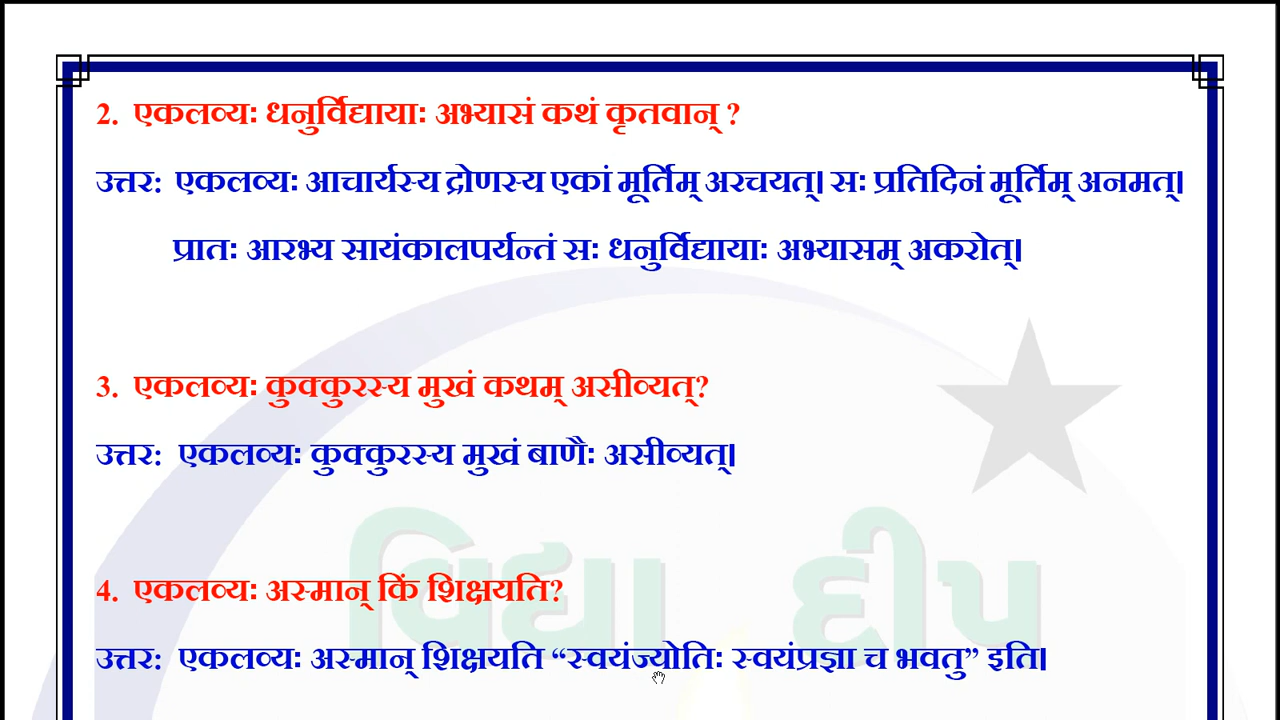 2. एकलव्यः धनुर्विद्यायाः अभ्यासं कथं कृतवान् ?
उत्तर: एकलव्यः आचार्यस्य द्रोणस्य एकां मूर्तिम् अरचयत्। सः प्रतिदिनं मूर्तिम् अनमत्।
प्रातः आरभ्य सायंकालपर्यन्तं सः धनुर्विद्यायाः अभ्यासम् अकरोत्।
3. एकलव्यः कुक्कुरस्य मुखं कथम् असीव्यत्?
उत्तर: एकलव्यः कुक्कुरस्य मुखं बाणैः असीव्यत्।
વિદ્યા દીપ
4. एकलव्यः अस्मान् किं शिक्षयति?
उत्तर: एकलव्यः अस्मान् शिक्षयति “स्वयंज्योतिः स्वयंप्रज्ञा च भवतु” इति।